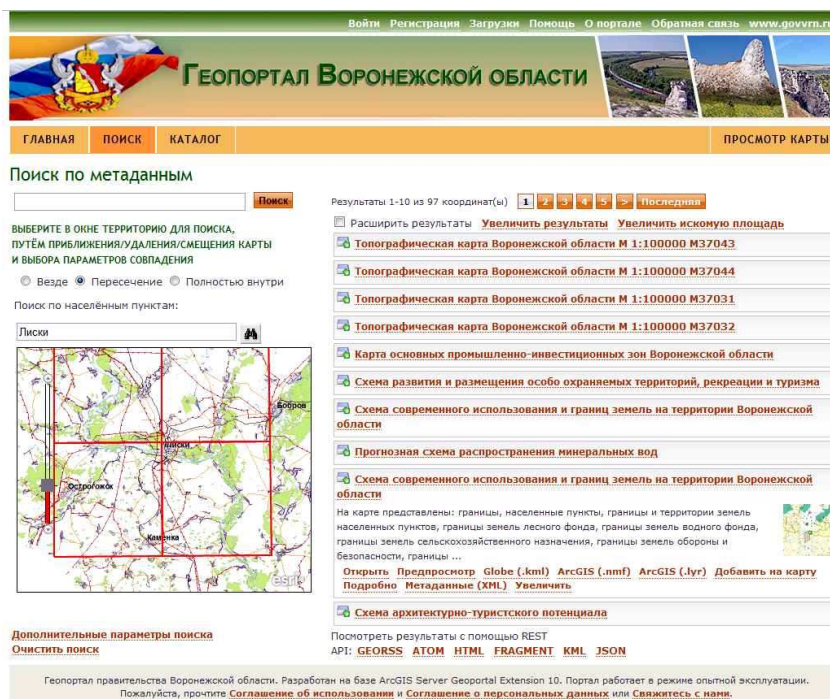 Войти Регистрация Загрузки Помощь О портале Обратная связь www.govvrn.ru
ГЕОПОРТАЛ ВОРОНЕЖСКОЙ ОБЛАСТИ
ГЛАВНАЯ ПОИСК КАТАЛОГ ПРОСМОТР КАРТЫ
Поиск по метаданным
Поиск
ВЫБЕРИТЕ В ОКНЕ ТЕРРИТОРИЮ ДЛЯ ПОИСКА,
ПУТЁМ ПРИБЛИЖЕНИЯ/УДАЛЕНИЯ/СМЕЩЕНИЯ КАРТЫ
И ВЫБОРА ПАРАМЕТРОВ СОВПАДЕНИЯ
Везде Пересечение Полностью внутри
Поиск по населённым пунктам:
Лиски
Бобров
Лиски
Острогожск
Каменка
esri
Дополнительные параметры поиска
Очистить поиск
Результаты 1-10 из 97 координат(ы) 1 2 3 4 5 > Последняя
Расширить результаты Увеличить результаты Увеличить искомую площадь
Топографическая карта Воронежской области М 1:100000 М37043
Топографическая карта Воронежской области М 1:100000 М37044
Топографическая карта Воронежской области М 1:100000 М37031
Топографическая карта Воронежской области М 1:100000 М37032
Карта основных промышленно-инвестиционных зон Воронежской области
Схема развития и размещения особо охраняемых территорий, рекреации и туризма
Схема современного использования и границ земель на территории Воронежской
области
Прогнозная схема распространения минеральных вод
Схема современного использования и границ земель на территории Воронежской
области
На карте представлены: границы, населенные пункты, границы и территории земель
населенных пунктов, границы земель лесного фонда, границы земель водного фонда,
границы земель сельскохозяйственного назначения, границы земель обороны и
безопасности, границы ...
Открыть Предпросмотр Globe (.kml) ArcGIS (.nmf) ArcGIS (.lyr) Добавить на карту
Подробно Метаданные (XML) Увеличить
Схема архитектурно-туристского потенциала
Посмотреть результаты с помощью REST
API: GEORSS ATOM HTML FRAGMENT KML JSON
Геопортал правительства Воронежской области. Разработан на базе ArcGIS Server Geoportal Extension 10. Портал работает в режиме опытной эксплуатации.
Пожалуйста, прочтите Соглашение об использовании и Соглашение о персональных данных или Свяжитесь с нами.